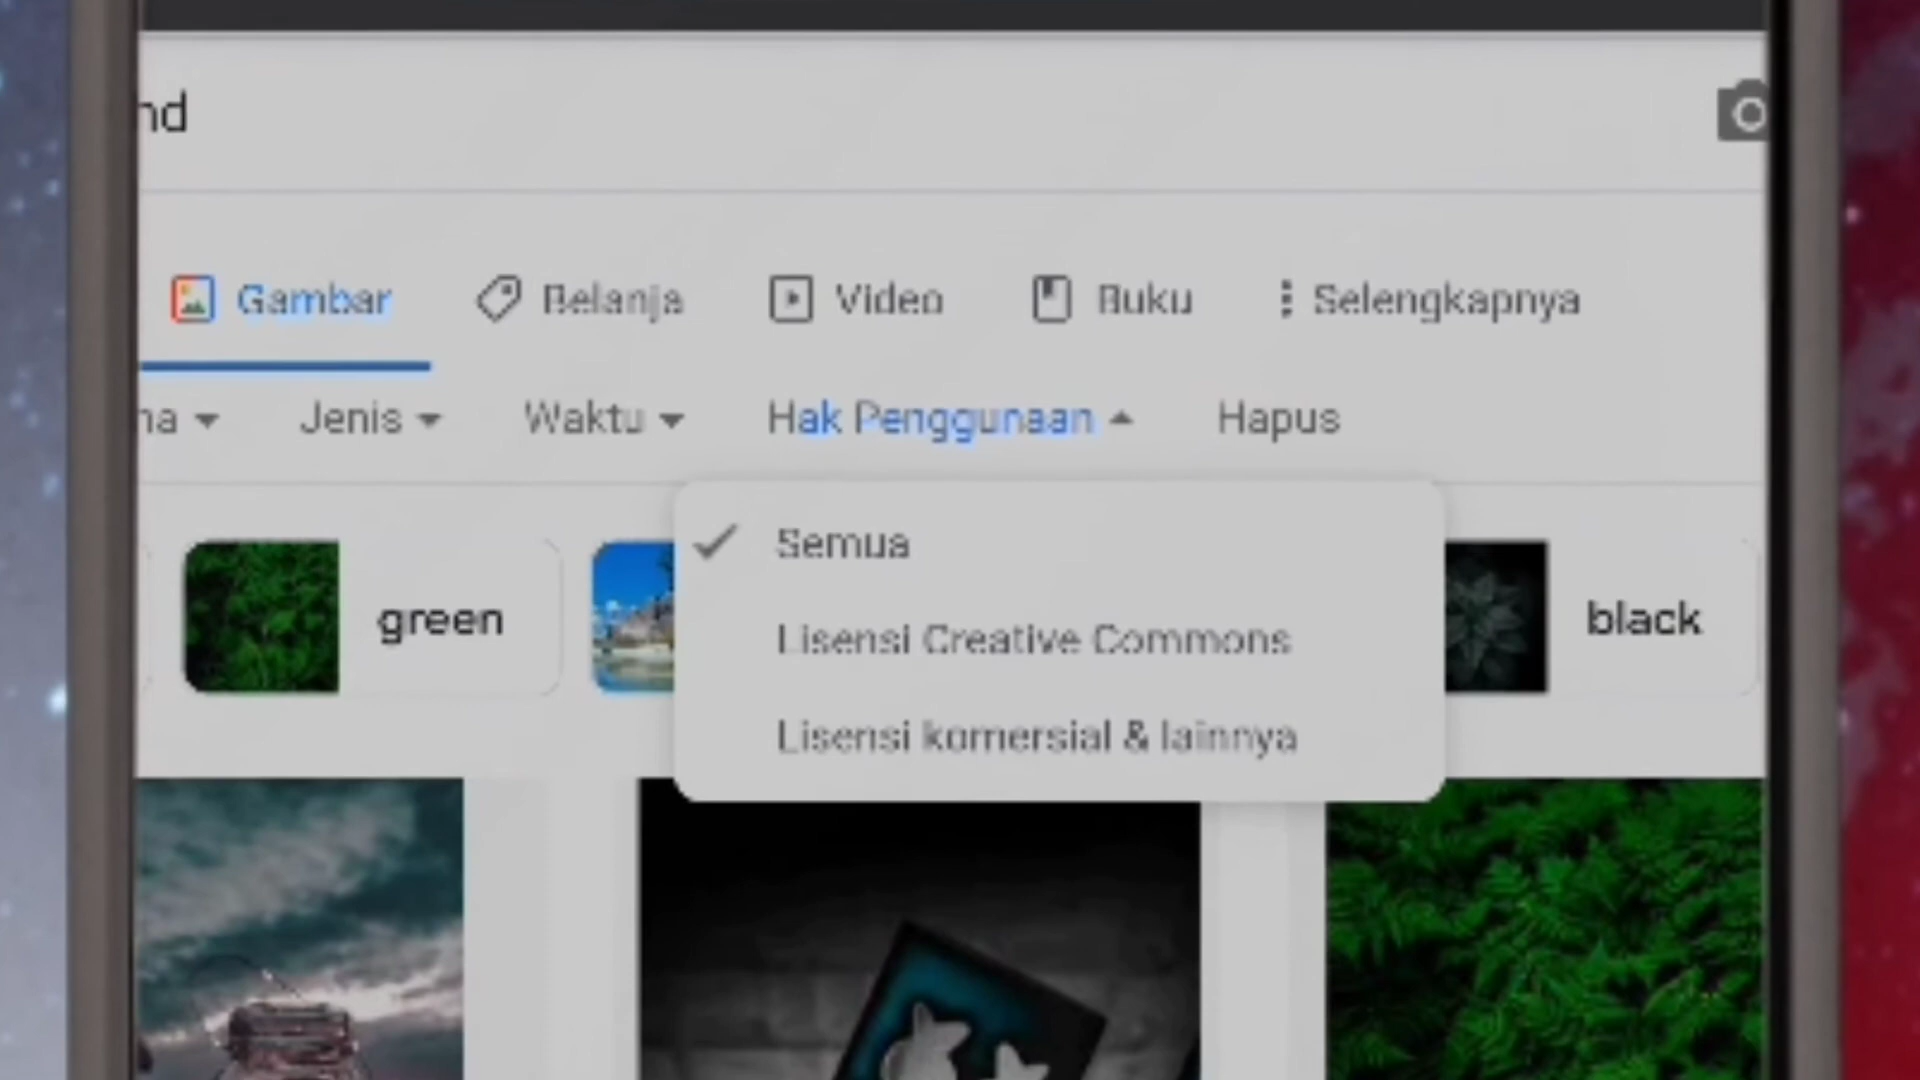 nd
Gambar Belanja Video Buku Selengkapnya
na Jenis Waktu Hak Penggunaan Hapus
Semua
green
Lisensi Creative Commons
black
Lisensi komersial & lainnya